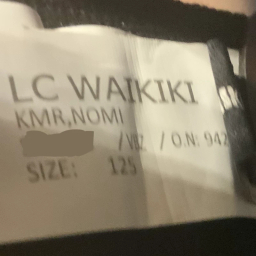 LC WAIKIKI
KMR,NOMI
/ O.N: 942
SIZE: 125